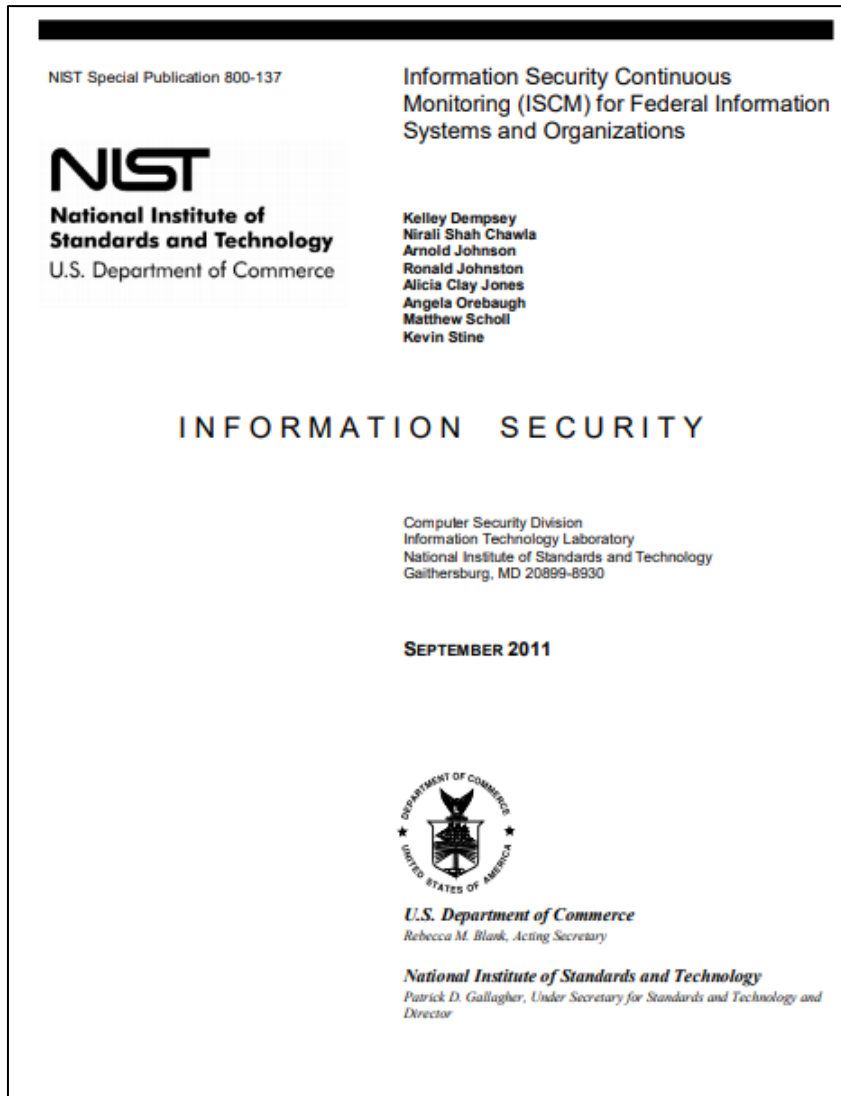 NIST Special Publication 800-137
Information Security Continuous
Monitoring (ISCM) for Federal Information
Systems and Organizations
NIST
National Institute of
Standards and Technology
U.S. Department of Commerce
Kelley Dempsey
Nirali Shah Chawla
Arnold Johnson
Ronald Johnston
Alicia Clay Jones
Angela Orebaugh
Matthew Scholl
Kevin Stine
INFORMATION SECURITY
Computer Security Division
Information Technology Laboratory
National Institute of Standards and Technology
Gaithersburg, MD 20899-8930
SEPTEMBER 2011
DEPARTMENT OF COMMERCE
UNITED STATES OF AMERICA
U.S. Department of Commerce
Rebecca M. Blank, Acting Secretary
National Institute of Standards and Technology
Patrick D. Gallagher, Under Secretary for Standards and Technology and
Director